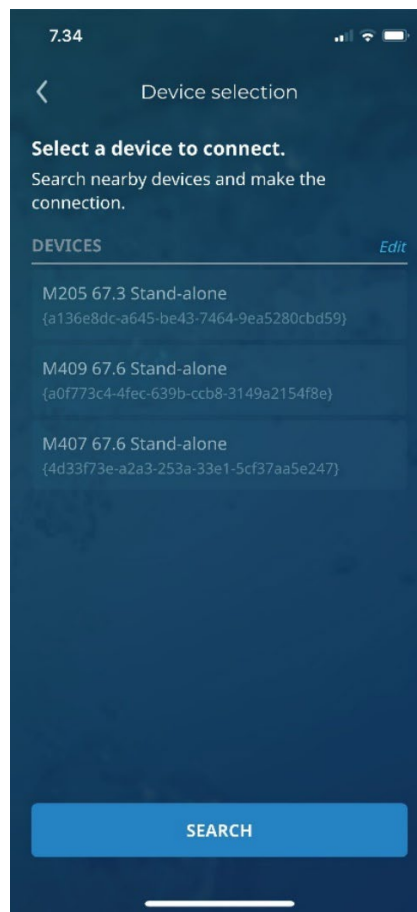 7.34
Device selection
Select a device to connect.
Search nearby devices and make the
connection.
DEVICES
Edit
M205 67.3 Stand-alone
{a136e8dc-a645-be43-7464-9ea5280cbd59}
M409 67.6 Stand-alone
{a0f773c4-4fec-639b-ccb8-3149a2154f8e}
M407 67.6 Stand-alone
{4d33f73e-a2a3-253a-33e1-5cf37aa5e247}
SEARCH